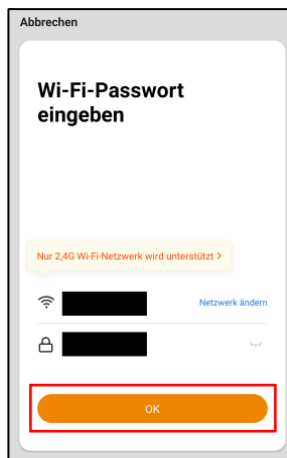 Abbrechen
Wi-Fi-Passwort
eingeben
Nur 2,4G Wi-Fi-Netzwerk wird unterstützt >
Netzwerk ändern
OK